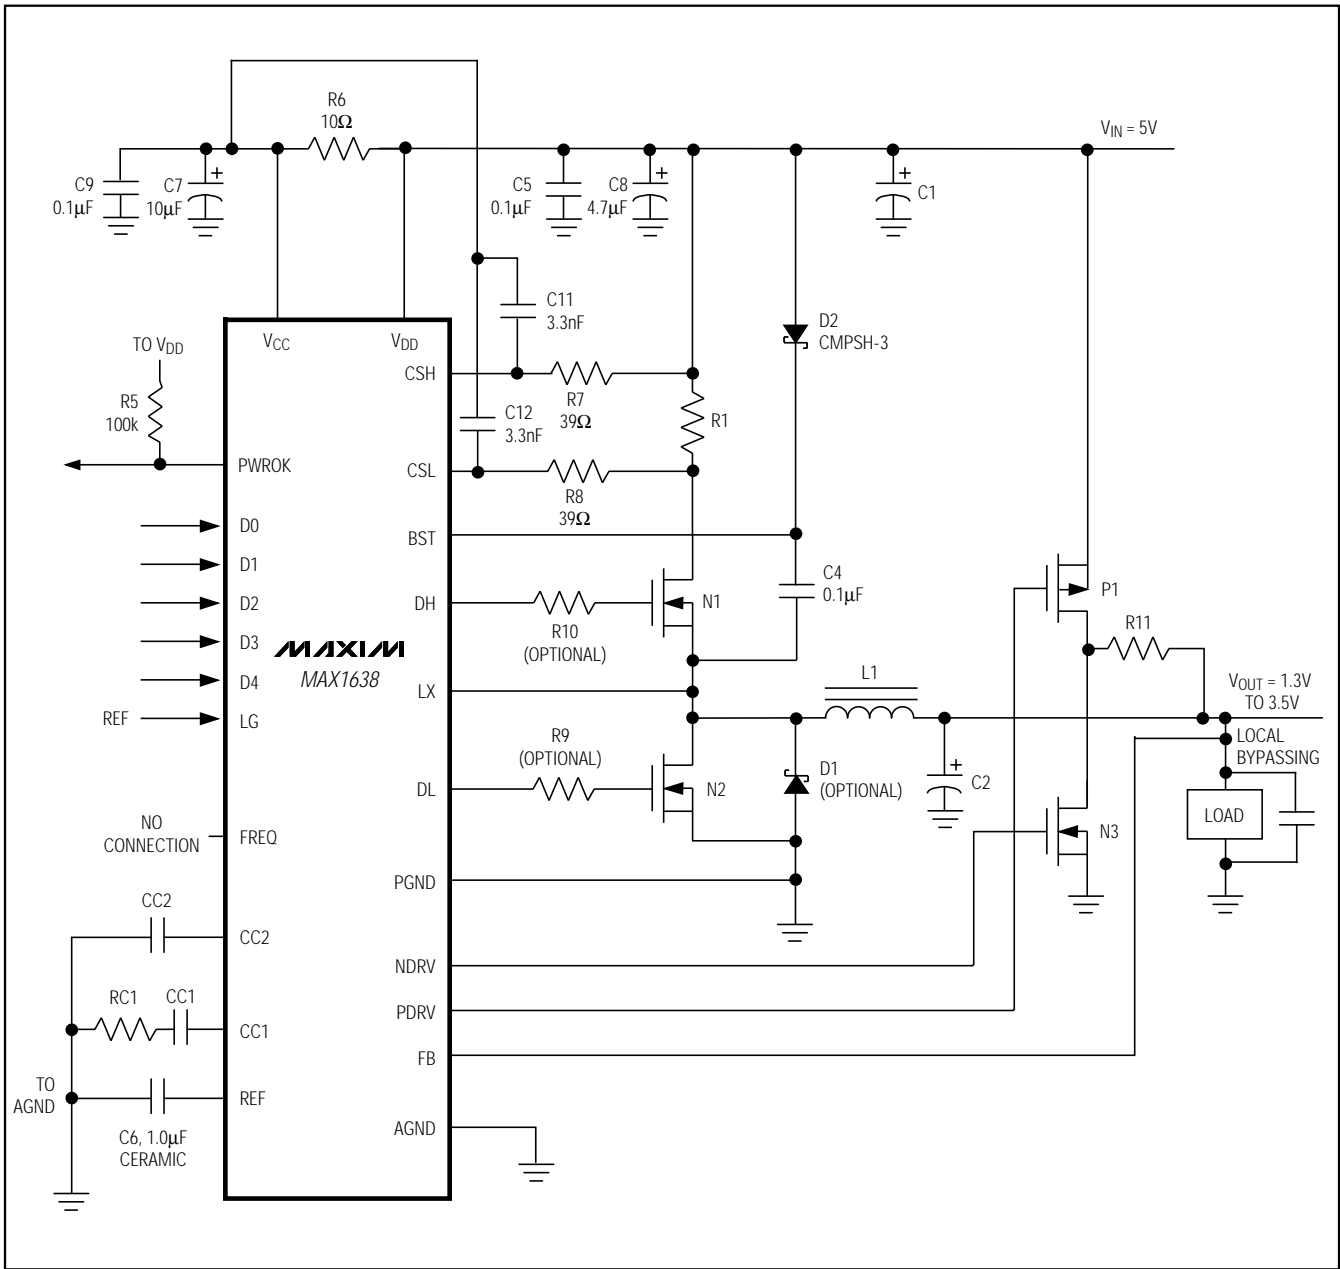 R6
10Ω
VIN = 5V
C9
0.1μF
C7
10μF
+
C5
0.1μF
C8
4.7μF
+
+
C1
C11
3.3nF
D2
CMPSH-3
TO VDD
R5
100k
VCC
VDD
CSH
R7
39Ω
R1
C12
3.3nF
PWROK
CSL
R8
39Ω
D0
BST
D1
C4
0.1μF
P1
D2
DH
R10
(OPTIONAL)
N1
R11
D3
MAXIM
MAX1638
D4
LX
L1
VOUT = 1.3V
TO 3.5V
REF
LG
R9
(OPTIONAL)
LOCAL
BYPASSING
DL
N2
D1
(OPTIONAL)
+
C2
LOAD
NO
CONNECTION
FREQ
N3
PGND
CC2
CC2
NDRV
RC1
CC1
CC1
PDRV
FB
TO
AGND
REF
C6, 1.0μF
CERAMIC
AGND